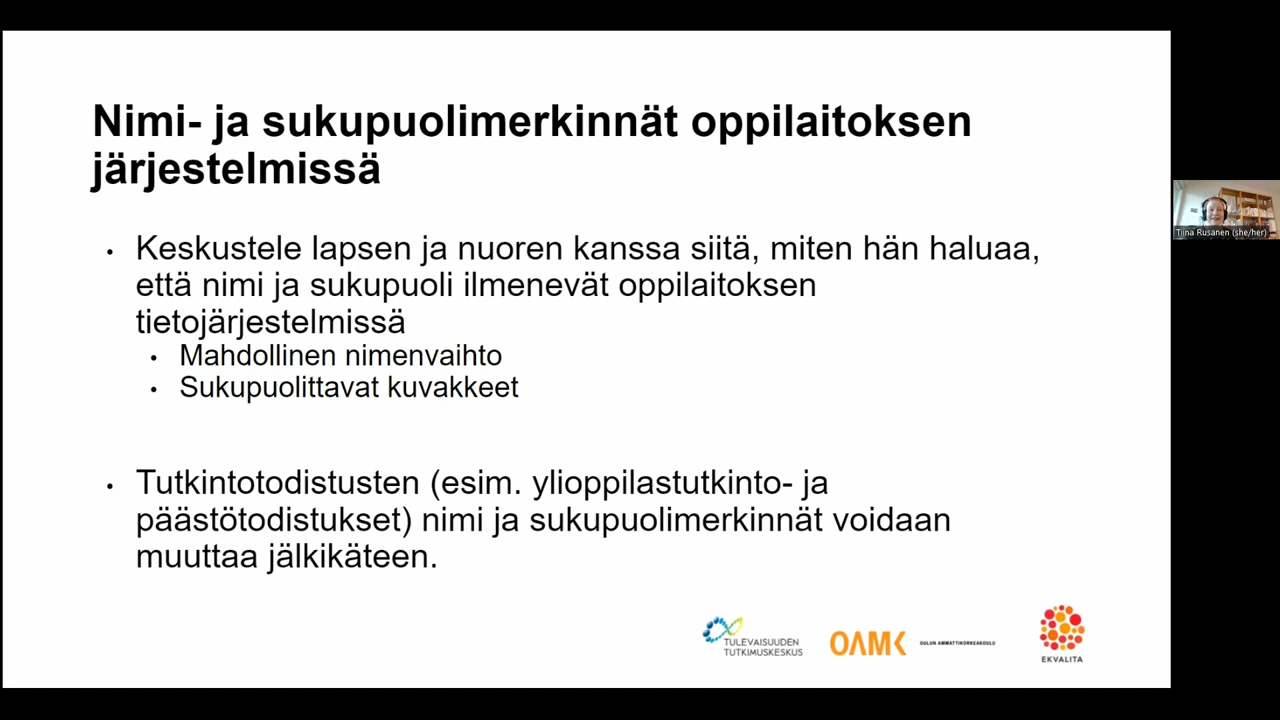 Nimi- ja sukupuolimerkinnät oppilaitoksen
järjestelmissä
• Keskustele lapsen ja nuoren kanssa siitä, miten hän haluaa,
että nimi ja sukupuoli ilmenevät oppilaitoksen
tietojärjestelmissä
• Mahdollinen nimenvaihto
• Sukupuolittavat kuvakkeet
• Tutkintotodistusten (esim. ylioppilastutkinto- ja
päästötodistukset) nimi ja sukupuolimerkinnät voidaan
muuttaa jälkikäteen.
TULEVAISUUDEN
TUTKIMUSKESKUS
OAMK
OULUN AMMATTIKORKEAKOULU
EKVALITA
Tiina Rusanen (she/her)